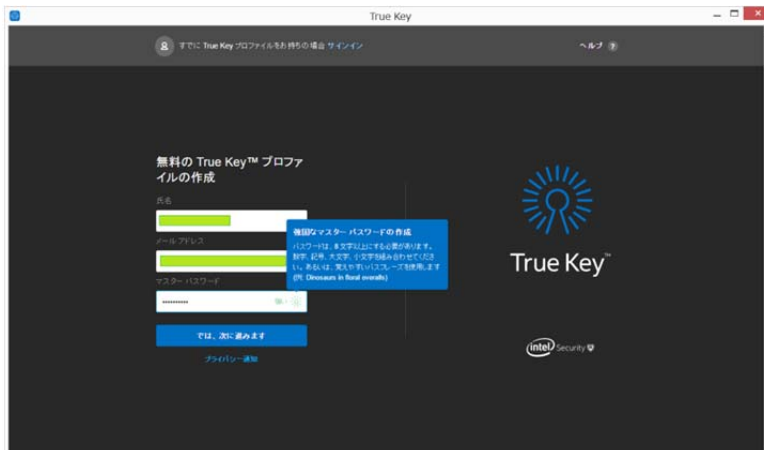 True Key
すでに True Key プロファイルをお持ちの場合 サインイン
ヘルプ ?
無料の True Key™ プロファ
イルの作成
氏名
メール アドレス
マスター パスワード
強固なマスター パスワードの作成
パスワードは、8 文字以上にする必要があります。
数字、記号、大文字、小文字を組み合わせてくださ
い。あるいは、覚えやすいパスフレーズを使用します
(例: Dinosaurs in floral overalls)
では、次に進みます
プライバシー通知
True Key™
intel Security